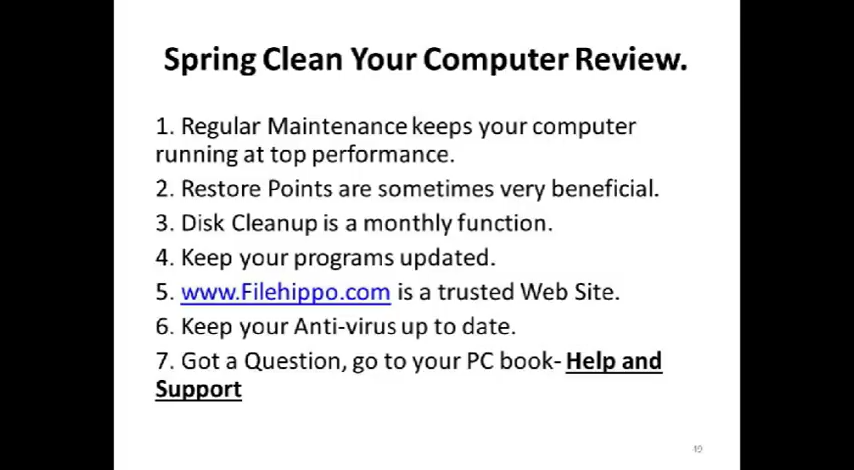 Spring Clean Your Computer Review.
1. Regular Maintenance keeps your computer
running at top performance.
2. Restore Points are sometimes very beneficial.
3. Disk Cleanup is a monthly function.
4. Keep your programs updated.
5. www.Filehippo.com is a trusted Web Site.
6. Keep your Anti-virus up to date.
7. Got a Question, go to your PC book- Help and
Support
49